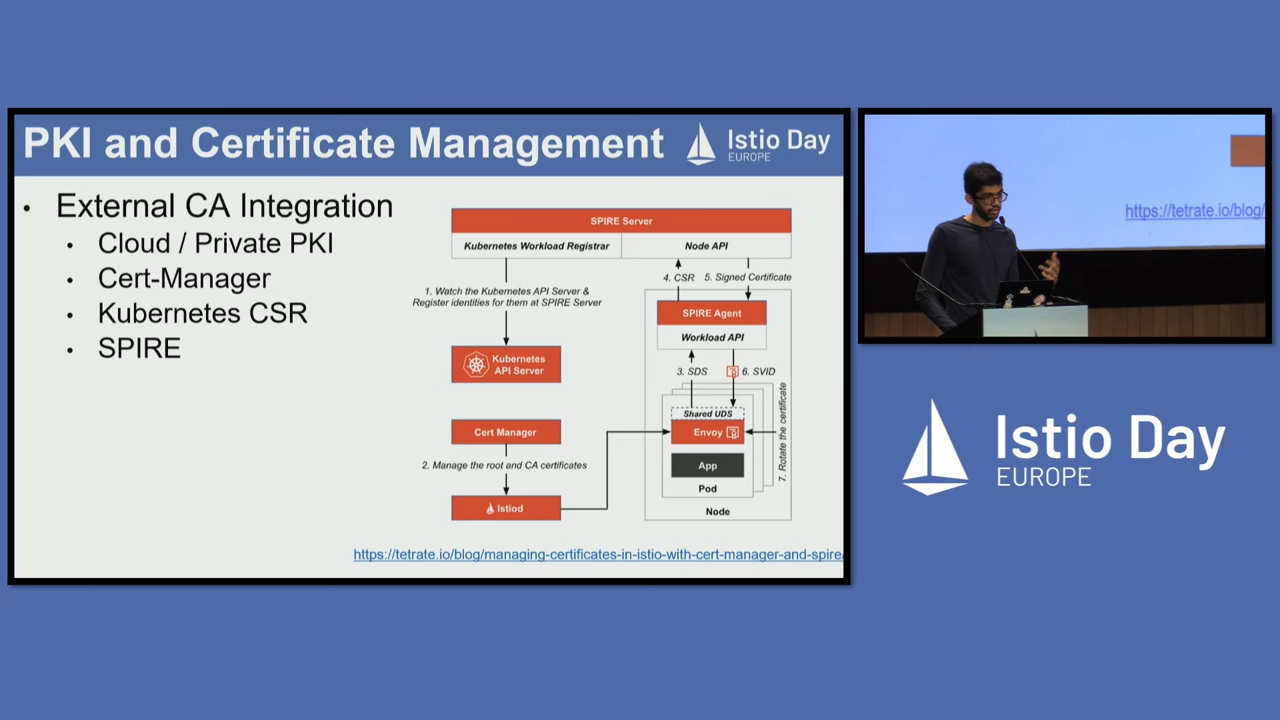 PKI and Certificate Management
Istio Day
EUROPE
• External CA Integration
• Cloud / Private PKI
• Cert-Manager
• Kubernetes CSR
• SPIRE
SPIRE Server
Kubernetes Workload Registrar
Node API
4. CSR
5. Signed Certificate
1. Watch the Kubernetes API Server &
Register identities for them at SPIRE Server
SPIRE Agent
Workload API
Kubernetes
API Server
3. SDS
6. SVID
Shared UDS
Cert Manager
Envoy
7. Rotate the certificate
2. Manage the root and CA certificates
App
Pod
Istiod
Node
https://tetrate.io/blog/managing-certificates-in-istio-with-cert-manager-and-spire/
https://tetrate.io/blog/
Istio Day
EUROPE